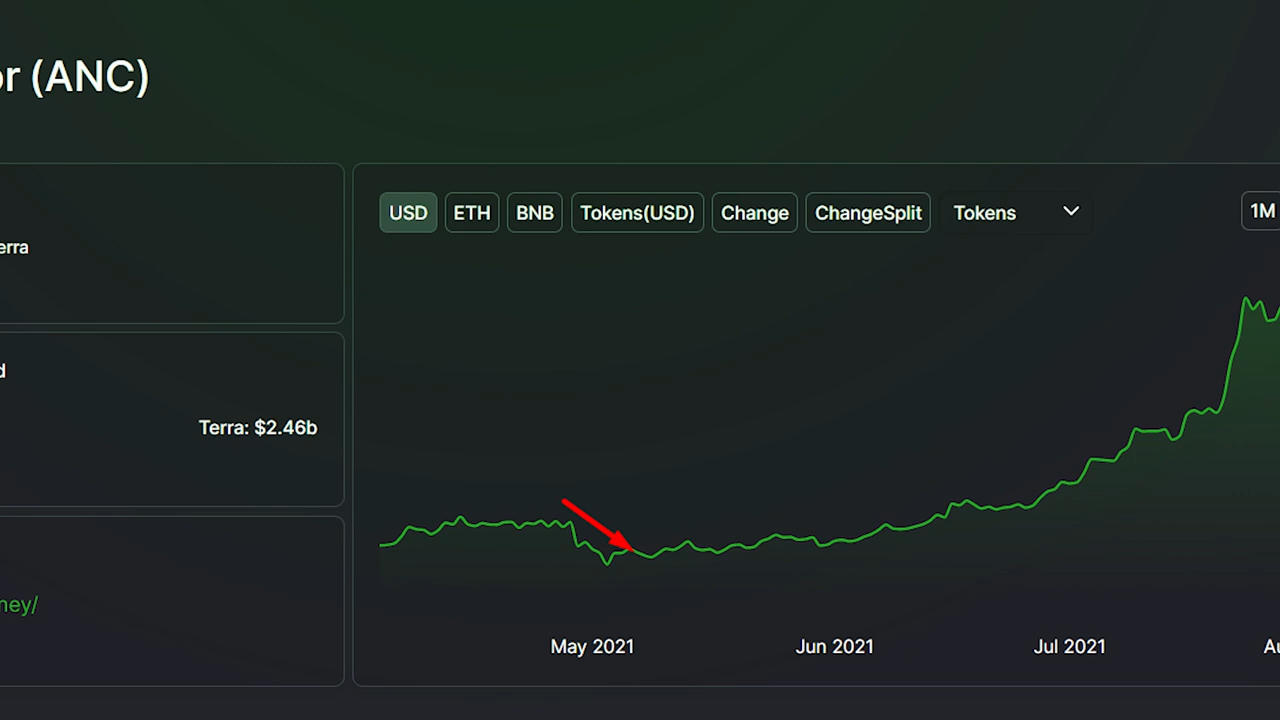 or (ANC)
USD ETH BNB Tokens(USD) Change ChangeSplit Tokens 1M
erra
d
Terra: $2.46b
ney/
May 2021 Jun 2021 Jul 2021 Au